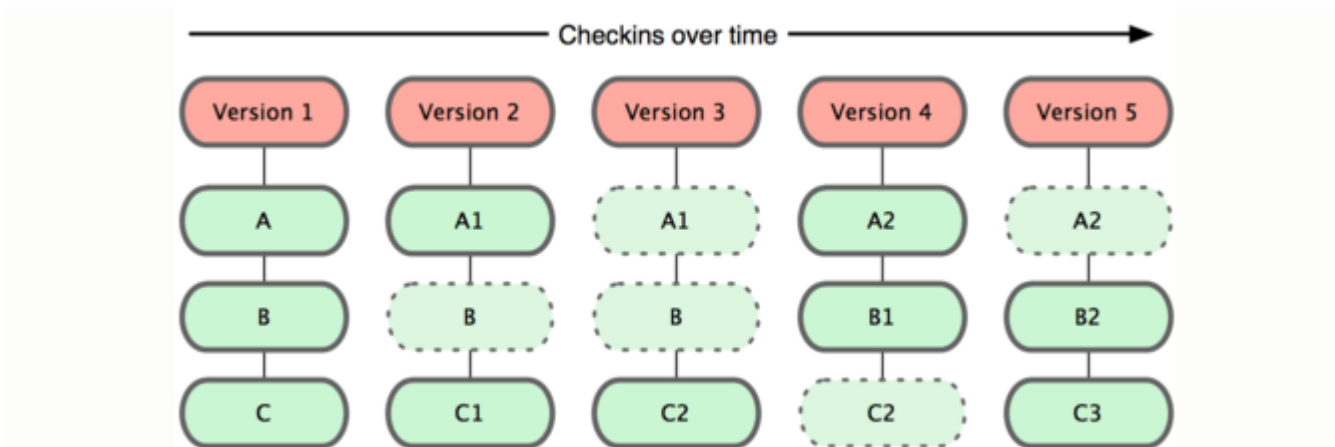 Checkins over time
Version 1 Version 2 Version 3 Version 4 Version 5
A A1 A1 A2 A2
B B B B1 B2
C C1 C2 C2 C3